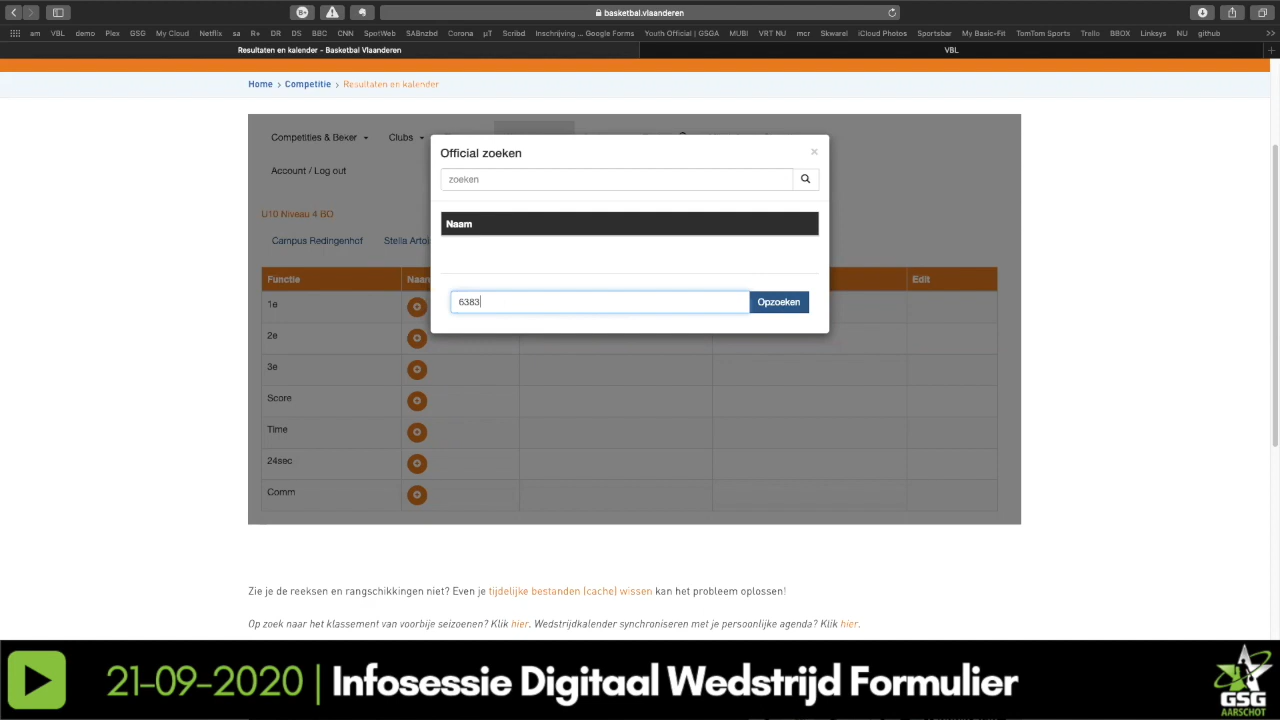 basketbal.vlaanderen
am VBL demo Plex GSG My Cloud Netflix sa R+ DR DS BBC CNN SpotWeb SABnzbd Corona µT Scribd Inschrijving ... Google Forms Youth Official | GSGA MUBI VRT NU mcr Skwarel iCloud Photos Sportsbar My Basic-Fit TomTom Sports Trello BBOX Linksys NU github
Resultaten en kalender - Basketbal Vlaanderen VBL
Home > Competitie > Resultaten en kalender
Competities & Beker Clubs
Account / Log out
Official zoeken ×
zoeken
Naam
6383 Opzoeken
U10 Niveau 4 BO
Campus Redingenhof Stella Artois
Functie Naam Edit
1e
2e
3e
Score
Time
24sec
Comm
Zie je de reeksen en rangschikkingen niet? Even je tijdelijke bestanden (cache) wissen kan het probleem oplossen!
Op zoek naar het klassement van voorbije seizoenen? Klik hier. Wedstrijdkalender synchroniseren met je persoonlijke agenda? Klik hier.
21-09-2020 | Infosessie Digitaal Wedstrijd Formulier
GSG
AARSCHOT